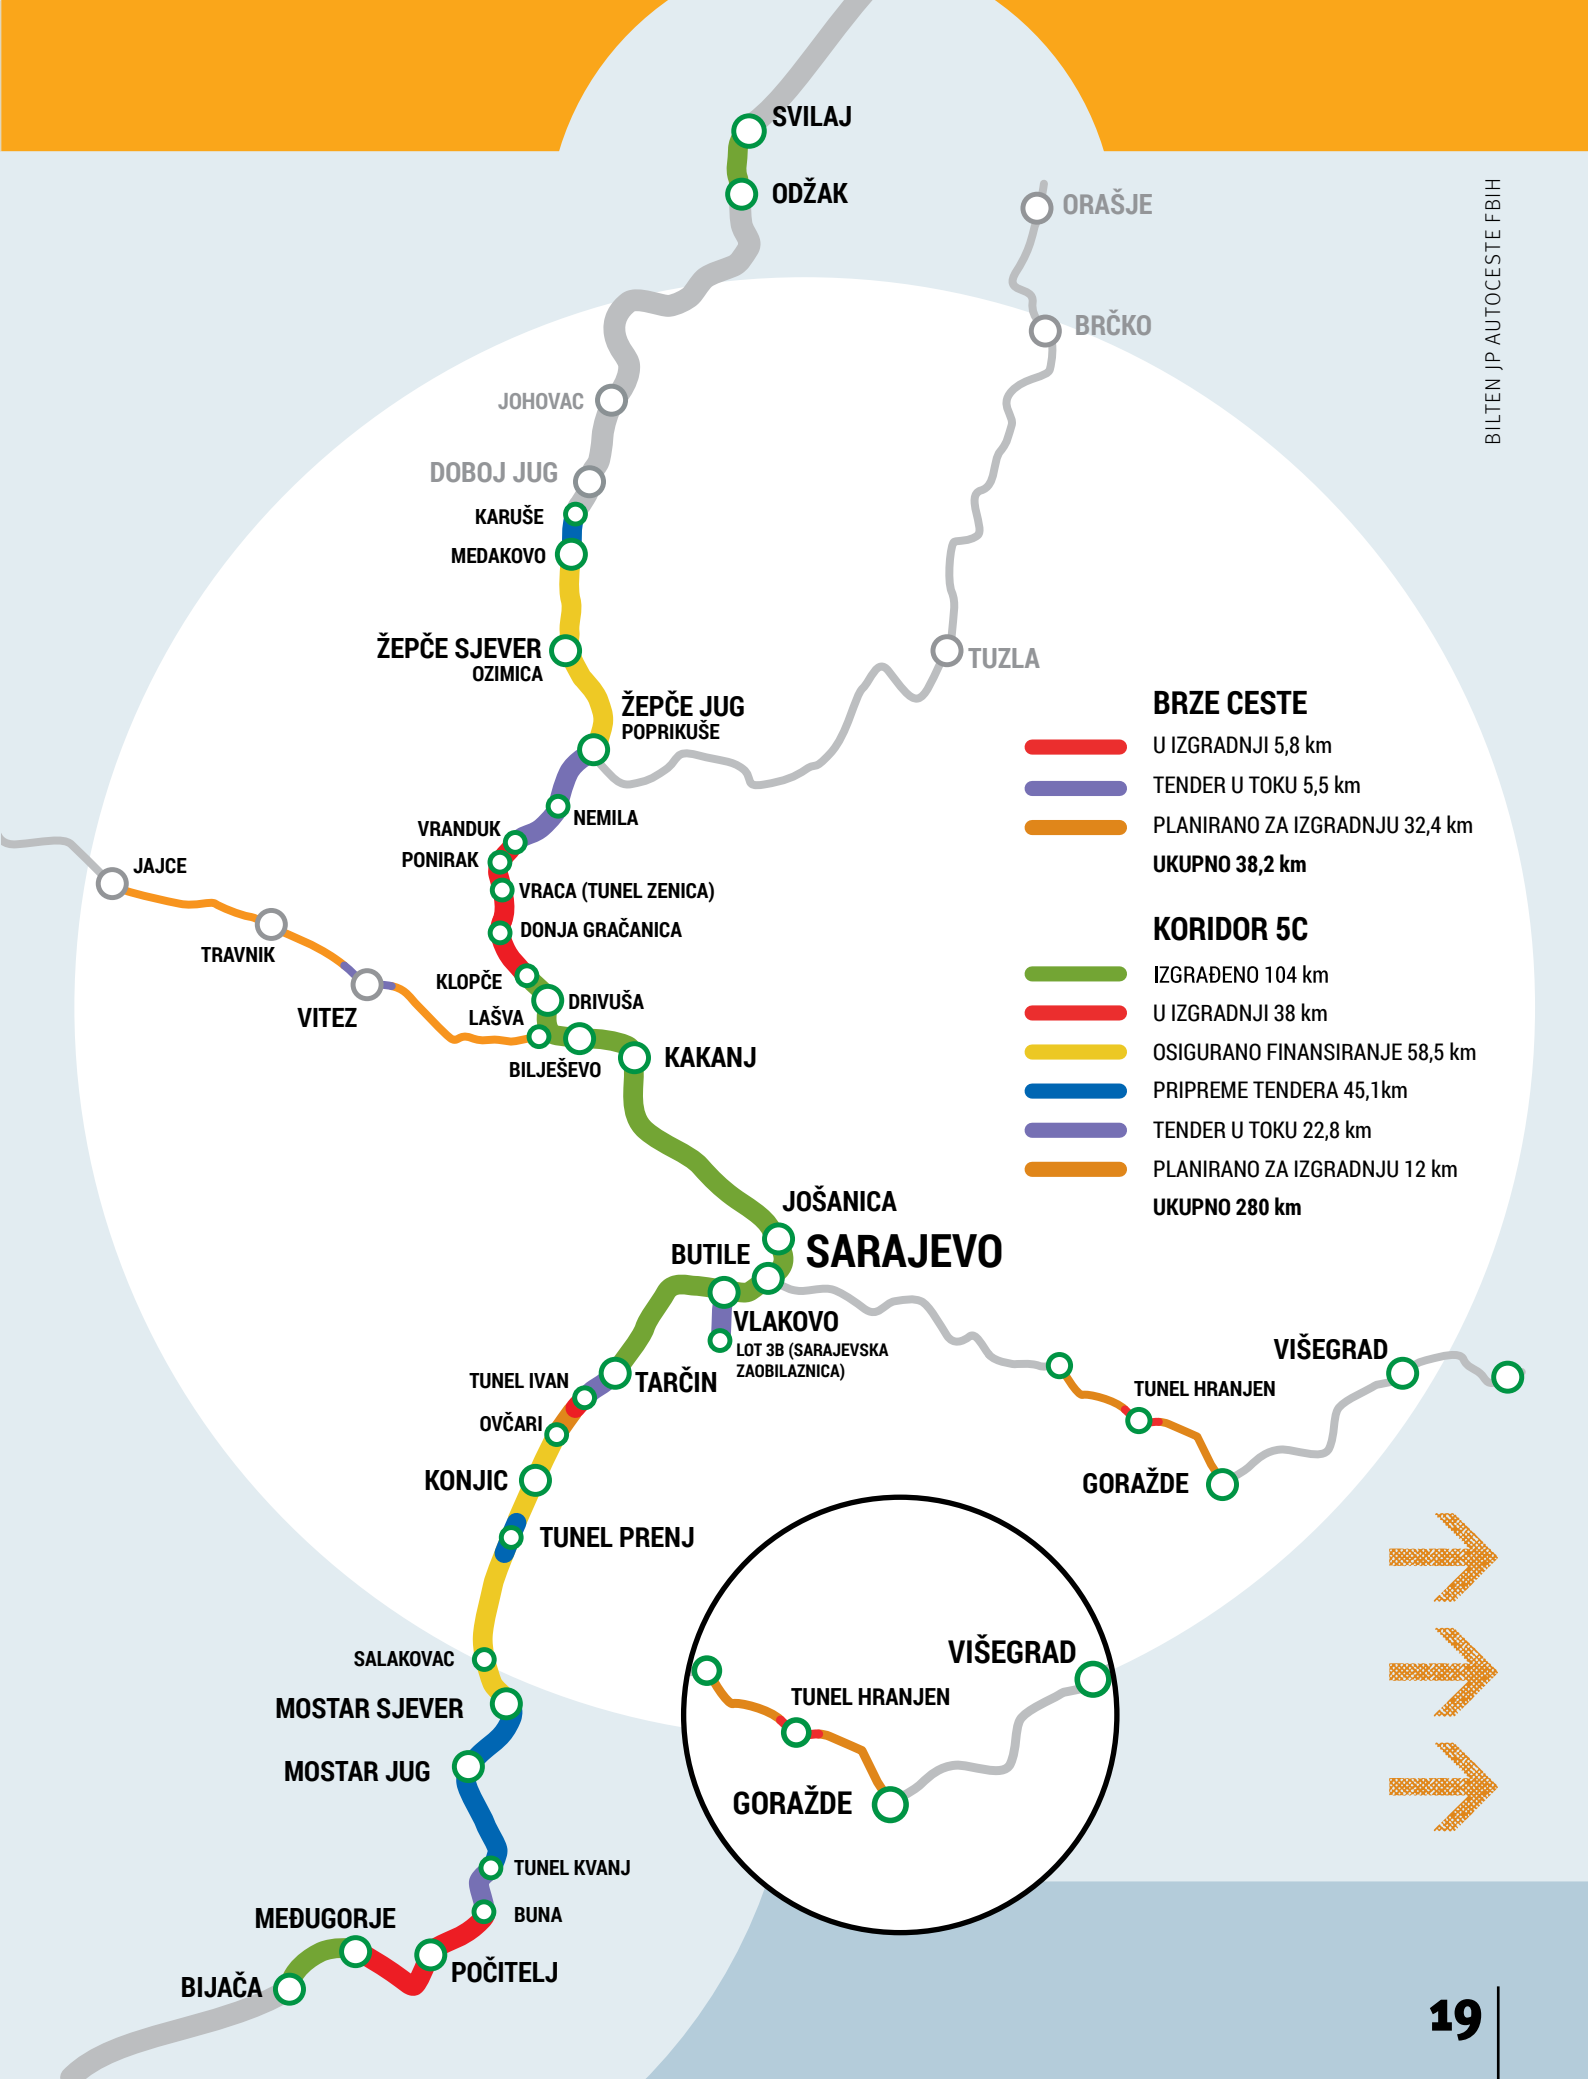 SVILAJ
ODŽAK
ORAŠJE
BRČKO
BILTEN JP AUTOCESTE FBIH
JOHOVAC
DOBOJ JUG
KARUŠE
MEDAKOVO
ŽEPČE SJEVER
OZIMICA
ŽEPČE JUG
POPRIKUŠE
TUZLA
NEMILA
VRANDUK
PONIRAK
VRACA (TUNEL ZENICA)
DONJA GRAČANICA
KLOPČE
DRIVUŠA
LAŠVA
BILJEŠEVO
KAKANJ
JAJCE
TRAVNIK
VITEZ
BRZE CESTE
U IZGRADNJI 5,8 km
TENDER U TOKU 5,5 km
PLANIRANO ZA IZGRADNJU 32,4 km
UKUPNO 38,2 km
KORIDOR 5C
IZGRAĐENO 104 km
U IZGRADNJI 38 km
OSIGURANO FINANSIRANJE 58,5 km
PRIPREME TENDERA 45,1km
TENDER U TOKU 22,8 km
PLANIRANO ZA IZGRADNJU 12 km
UKUPNO 280 km
JOŠANICA
SARAJEVO
BUTILE
VLAKOVO
LOT 3B (SARAJEVSKA
ZAOBILAZNICA)
TUNEL IVAN
TARČIN
OVČARI
KONJIC
TUNEL PRENJ
VIŠEGRAD
TUNEL HRANJEN
GORAŽDE
SALAKOVAC
MOSTAR SJEVER
MOSTAR JUG
TUNEL KVANJ
BUNA
MEĐUGORJE
POČITELJ
BIJAČA
VIŠEGRAD
TUNEL HRANJEN
GORAŽDE
19